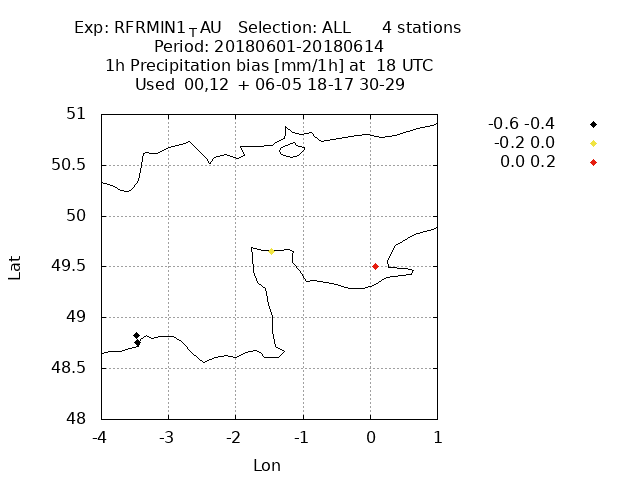 Exp: RFRMIN1TAU   Selection: ALL      4 stations
Period: 20180601-20180614
1h Precipitation bias [mm/1h] at  18 UTC
Used  00,12  + 06-05 18-17 30-29
-0.6 -0.4
-0.2 0.0
0.0 0.2
51
50.5
50
49.5
49
48.5
48
Lat
-4 -3 -2 -1 0 1
Lon